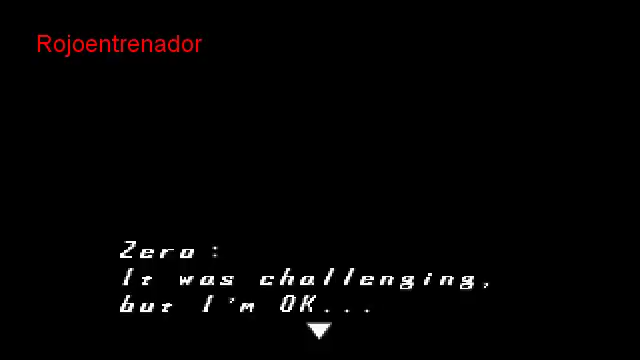 Rojoentrenador
Zero:
It was challenging,
but I'm OK...